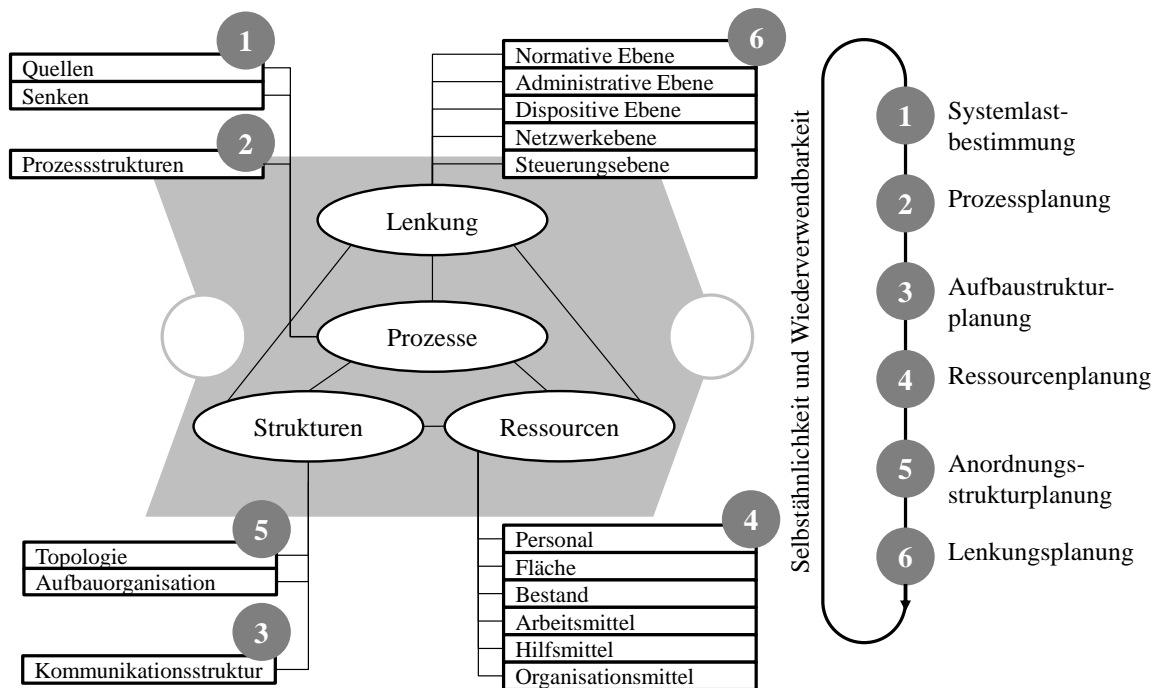 1
Quellen
Senken
2
Prozessstrukturen
6
Normative Ebene
Administrative Ebene
Dispositive Ebene
Netzwerkebene
Steuerungsebene
Lenkung
Prozesse
Strukturen
Ressourcen
5
Topologie
Aufbauorganisation
3
Kommunikationsstruktur
4
Personal
Fläche
Bestand
Arbeitsmittel
Hilfsmittel
Organisationsmittel
Selbstähnlichkeit und Wiederverwendbarkeit
1
Systemlast-
bestimmung
2
Prozessplanung
3
Aufbaustruktur-
planung
4
Ressourcenplanung
5
Anordnungs-
strukturplanung
6
Lenkungsplanung